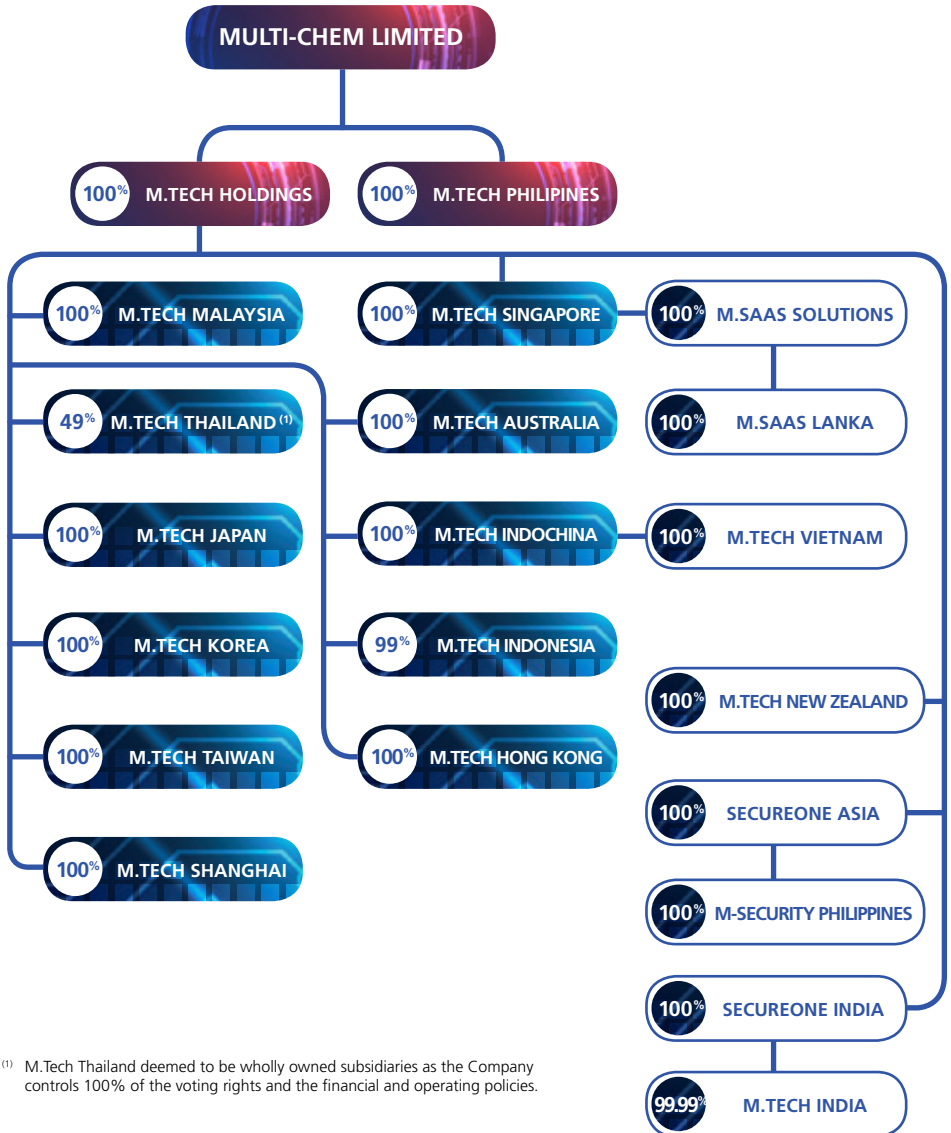 MULTI-CHEM LIMITED
100% M.TECH HOLDINGS
100% M.TECH PHILIPINES
100% M.TECH MALAYSIA
100% M.TECH SINGAPORE
100% M.SAAS SOLUTIONS
49% M.TECH THAILAND (1)
100% M.TECH AUSTRALIA
100% M.SAAS LANKA
100% M.TECH JAPAN
100% M.TECH INDOCHINA
100% M.TECH VIETNAM
100% M.TECH KOREA
99% M.TECH INDONESIA
100% M.TECH NEW ZEALAND
100% M.TECH TAIWAN
100% M.TECH HONG KONG
100% SECUREONE ASIA
100% M.TECH SHANGHAI
100% M-SECURITY PHILIPPINES
100% SECUREONE INDIA
99.99% M.TECH INDIA
(1) M.Tech Thailand deemed to be wholly owned subsidiaries as the Company
controls 100% of the voting rights and the financial and operating policies.